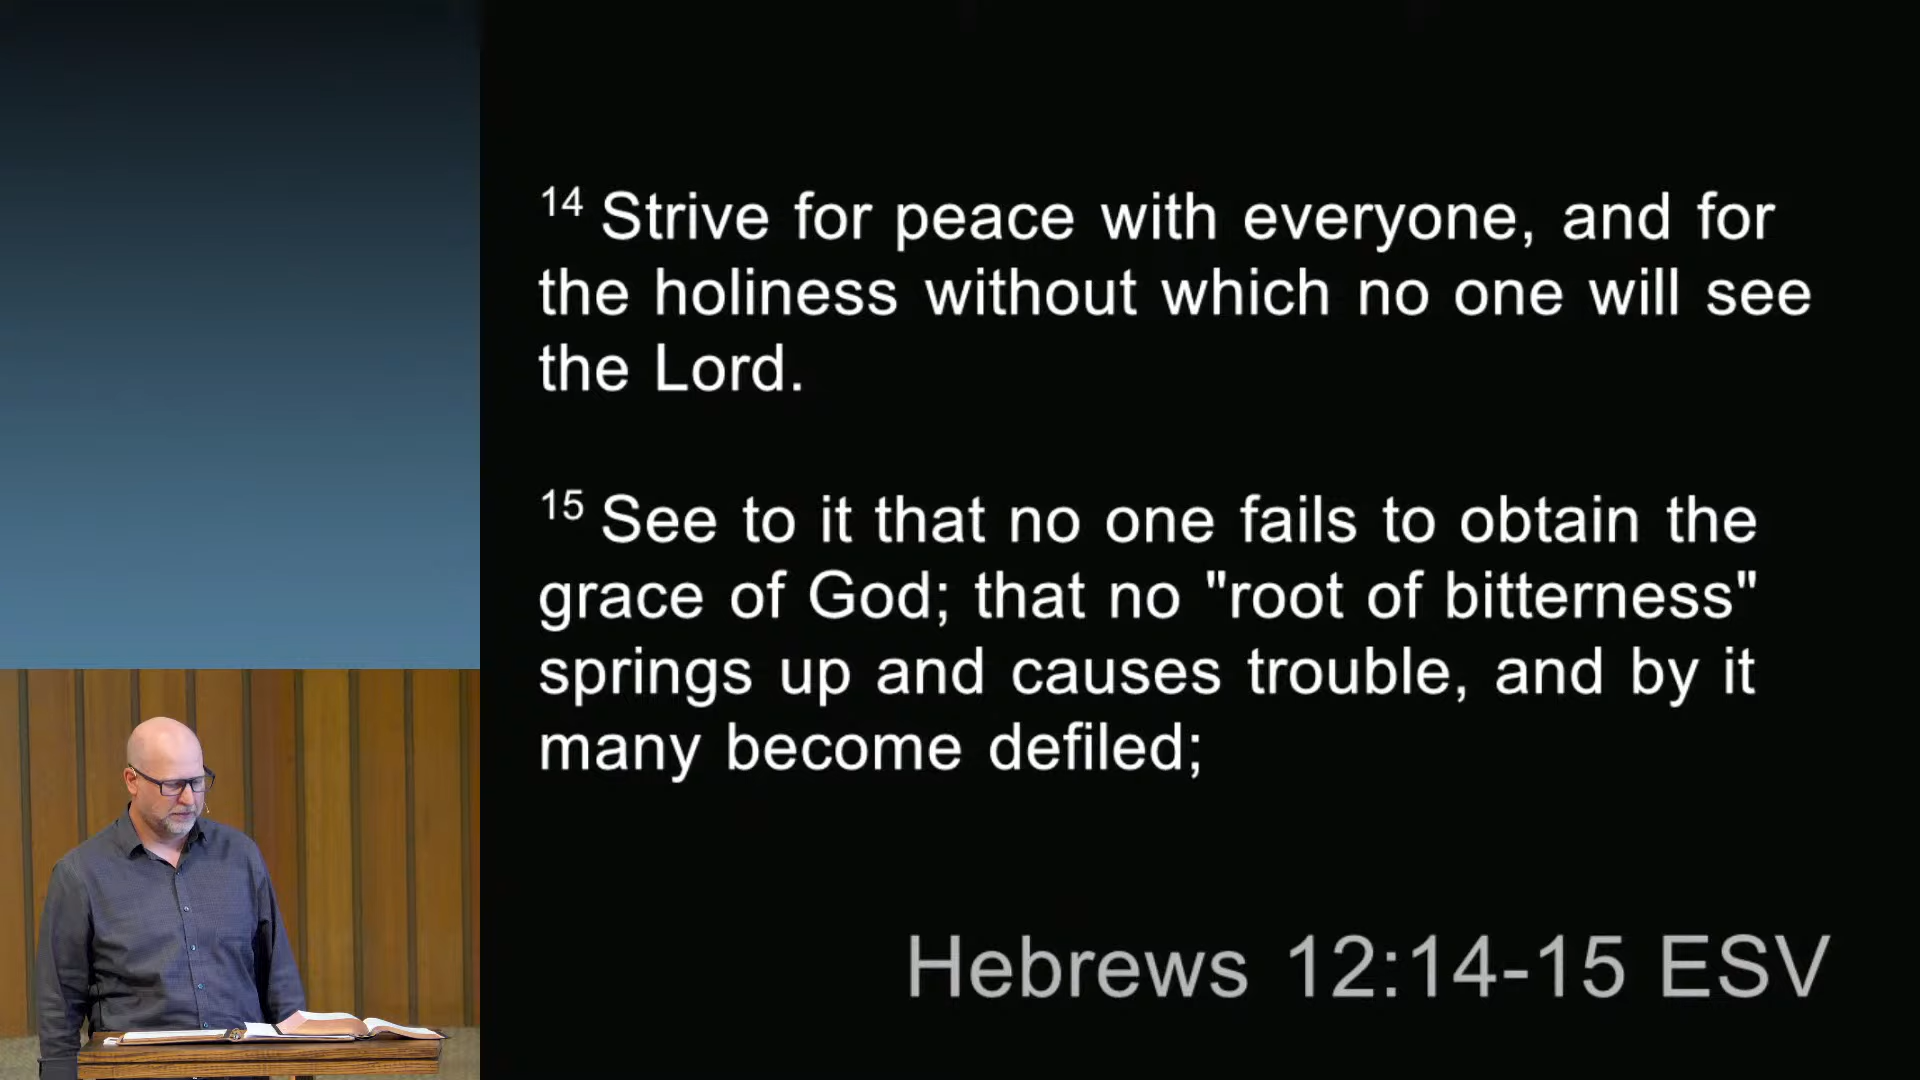 14 Strive for peace with everyone, and for
the holiness without which no one will see
the Lord.
15 See to it that no one fails to obtain the
grace of God; that no "root of bitterness"
springs up and causes trouble, and by it
many become defiled;
Hebrews 12:14-15 ESV